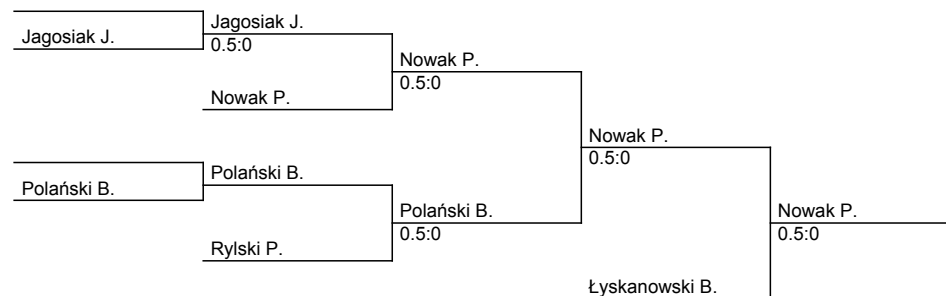 Jagosiak J.
Jagosiak J.
0.5:0
Nowak P.
0.5:0
Nowak P.
Nowak P.
0.5:0
Polański B.
Polański B.
Polański B.
0.5:0
Nowak P.
0.5:0
Rylski P.
Łyskanowski B.